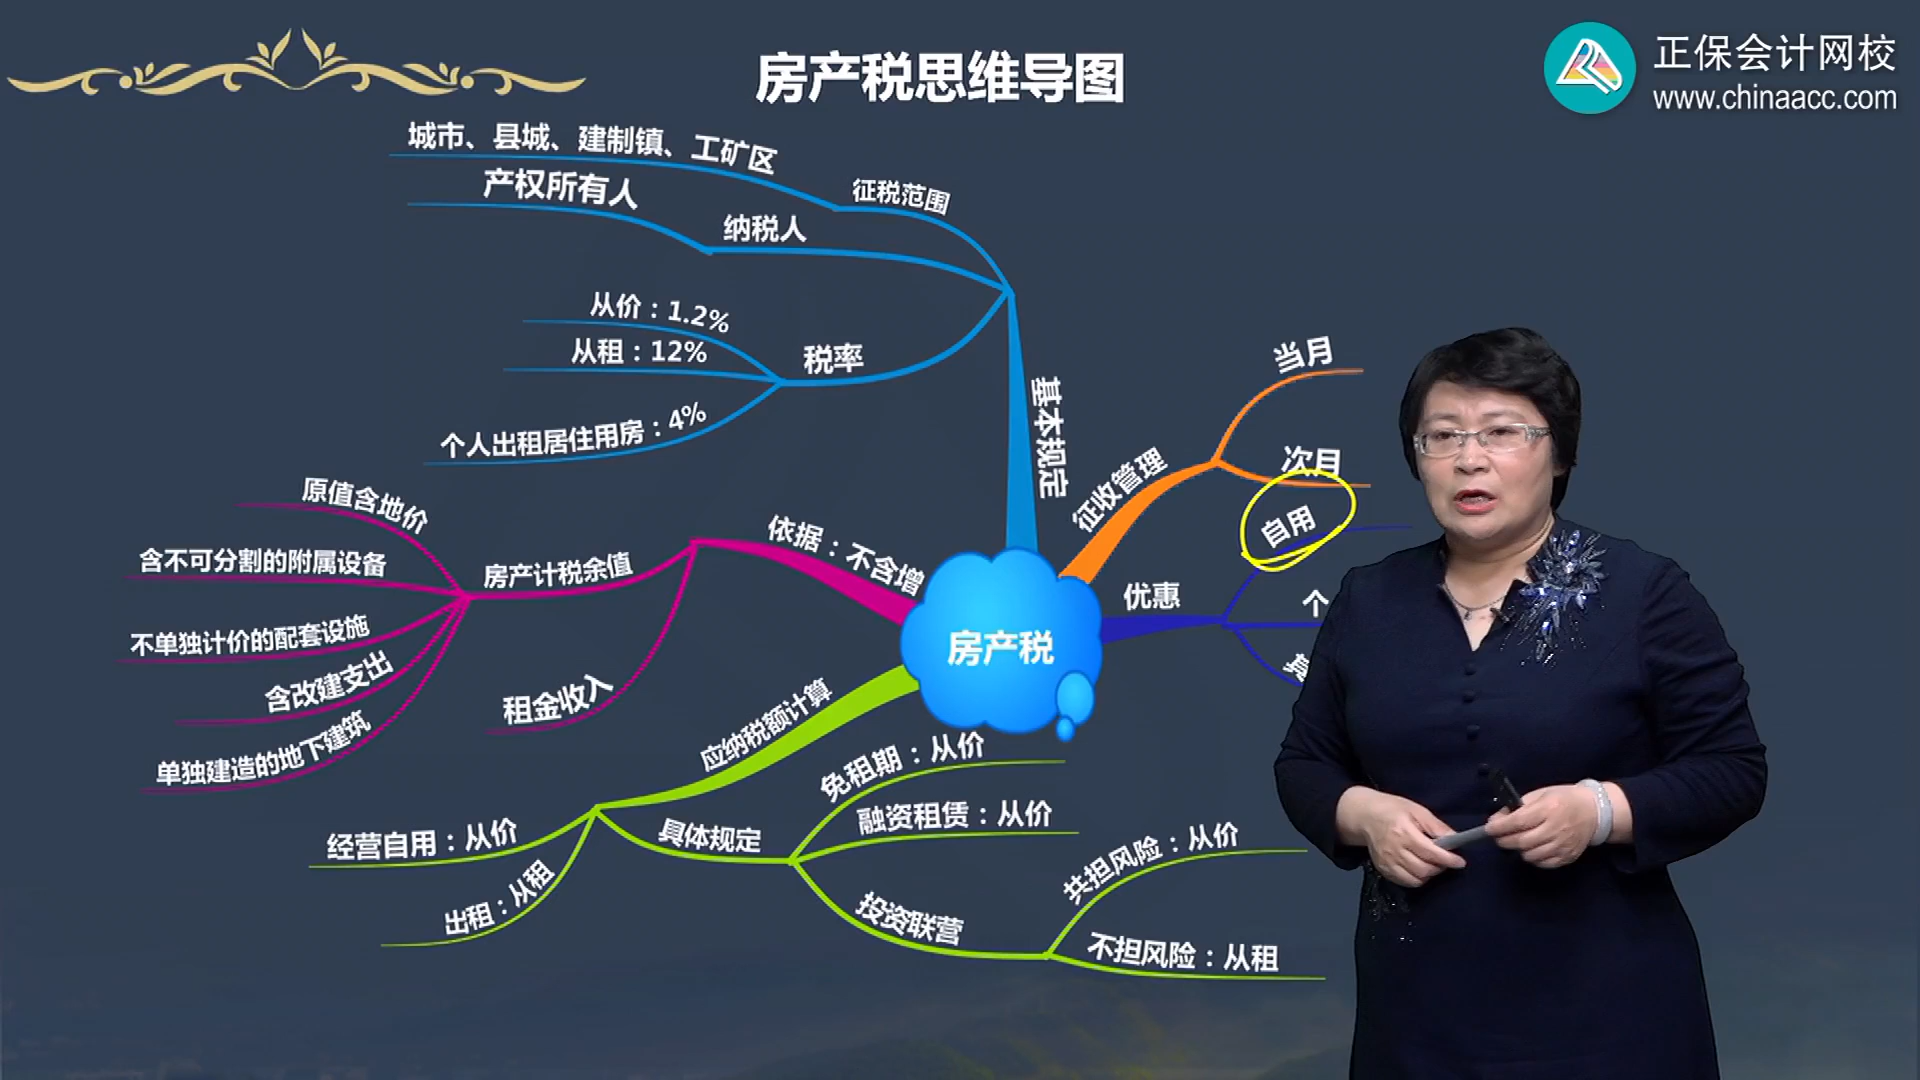 房产税思维导图
正保会计网校
www.chinaacc.com
城市、县城、建制镇、工矿区
征税范围
产权所有人
纳税人
从价：1.2%
从租：12%
税率
个人出租居住用房：4%
基本规定
当月
征收管理
次月
自用
优惠
个
原值含地价
含不可分割的附属设备
房产计税余值
依据：不含增
不单独计价的配套设施
含改建支出
单独建造的地下建筑
租金收入
房产税
应纳税额计算
经营自用：从价
出租：从租
具体规定
免租期：从价
融资租赁：从价
投资联营
共担风险：从价
不担风险：从租